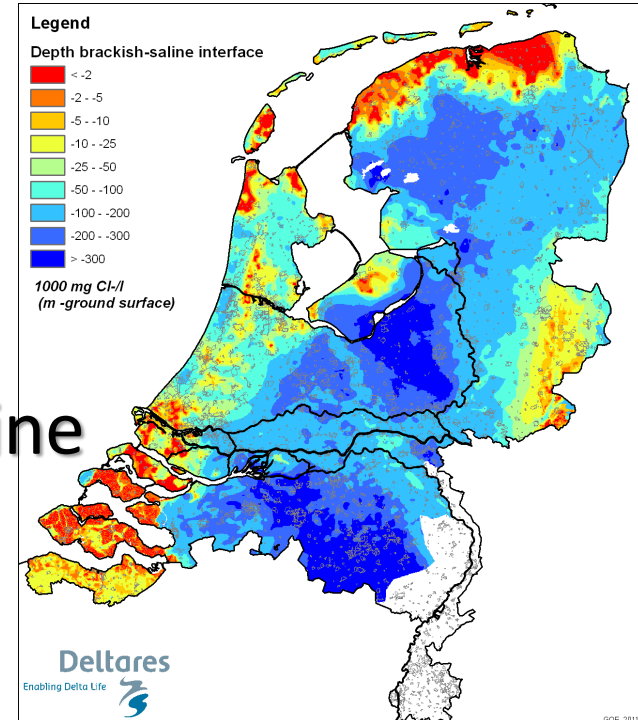 Legend
Depth brackish-saline interface
< -2
-2 - -5
-5 - -10
-10 - -25
-25 - -50
-50 - -100
-100 - -200
-200 - -300
> -300
1000 mg Cl-/l
(m -ground surface)
ine
Deltares
Enabling Delta Life